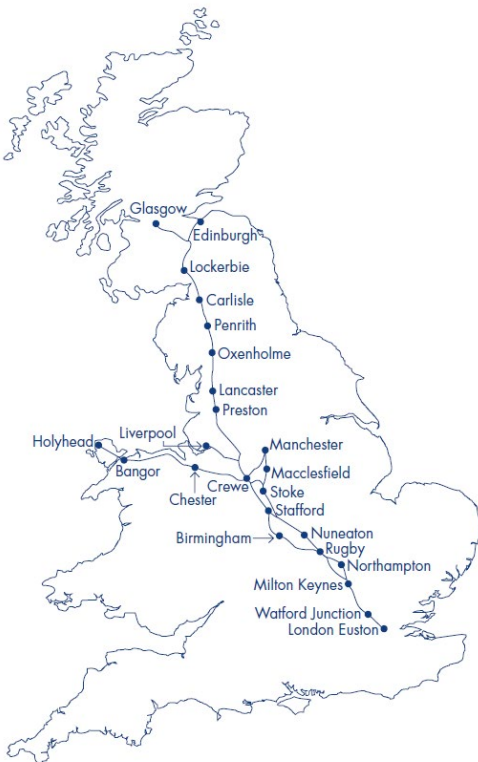 Glasgow
Edinburgh
Lockerbie
Carlisle
Penrith
Oxenholme
Lancaster
Preston
Liverpool
Holyhead
Manchester
Bangor
Macclesfield
Crewe
Chester
Stoke
Stafford
Birmingham
Nuneaton
Rugby
Northampton
Milton Keynes
Watford Junction
London Euston